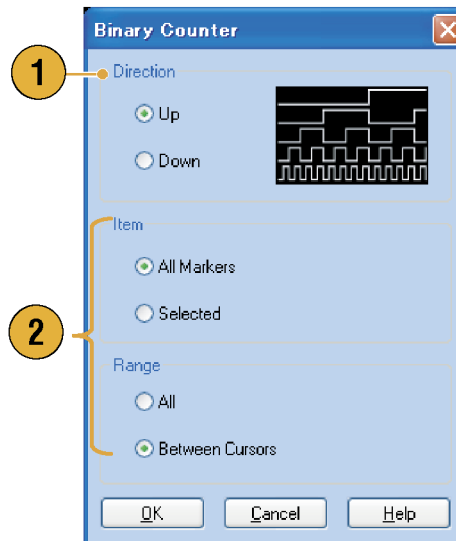 Binary Counter
1
Direction
Up
Down
Item
All Markers
Selected
2
Range
All
Between Cursors
OK Cancel Help